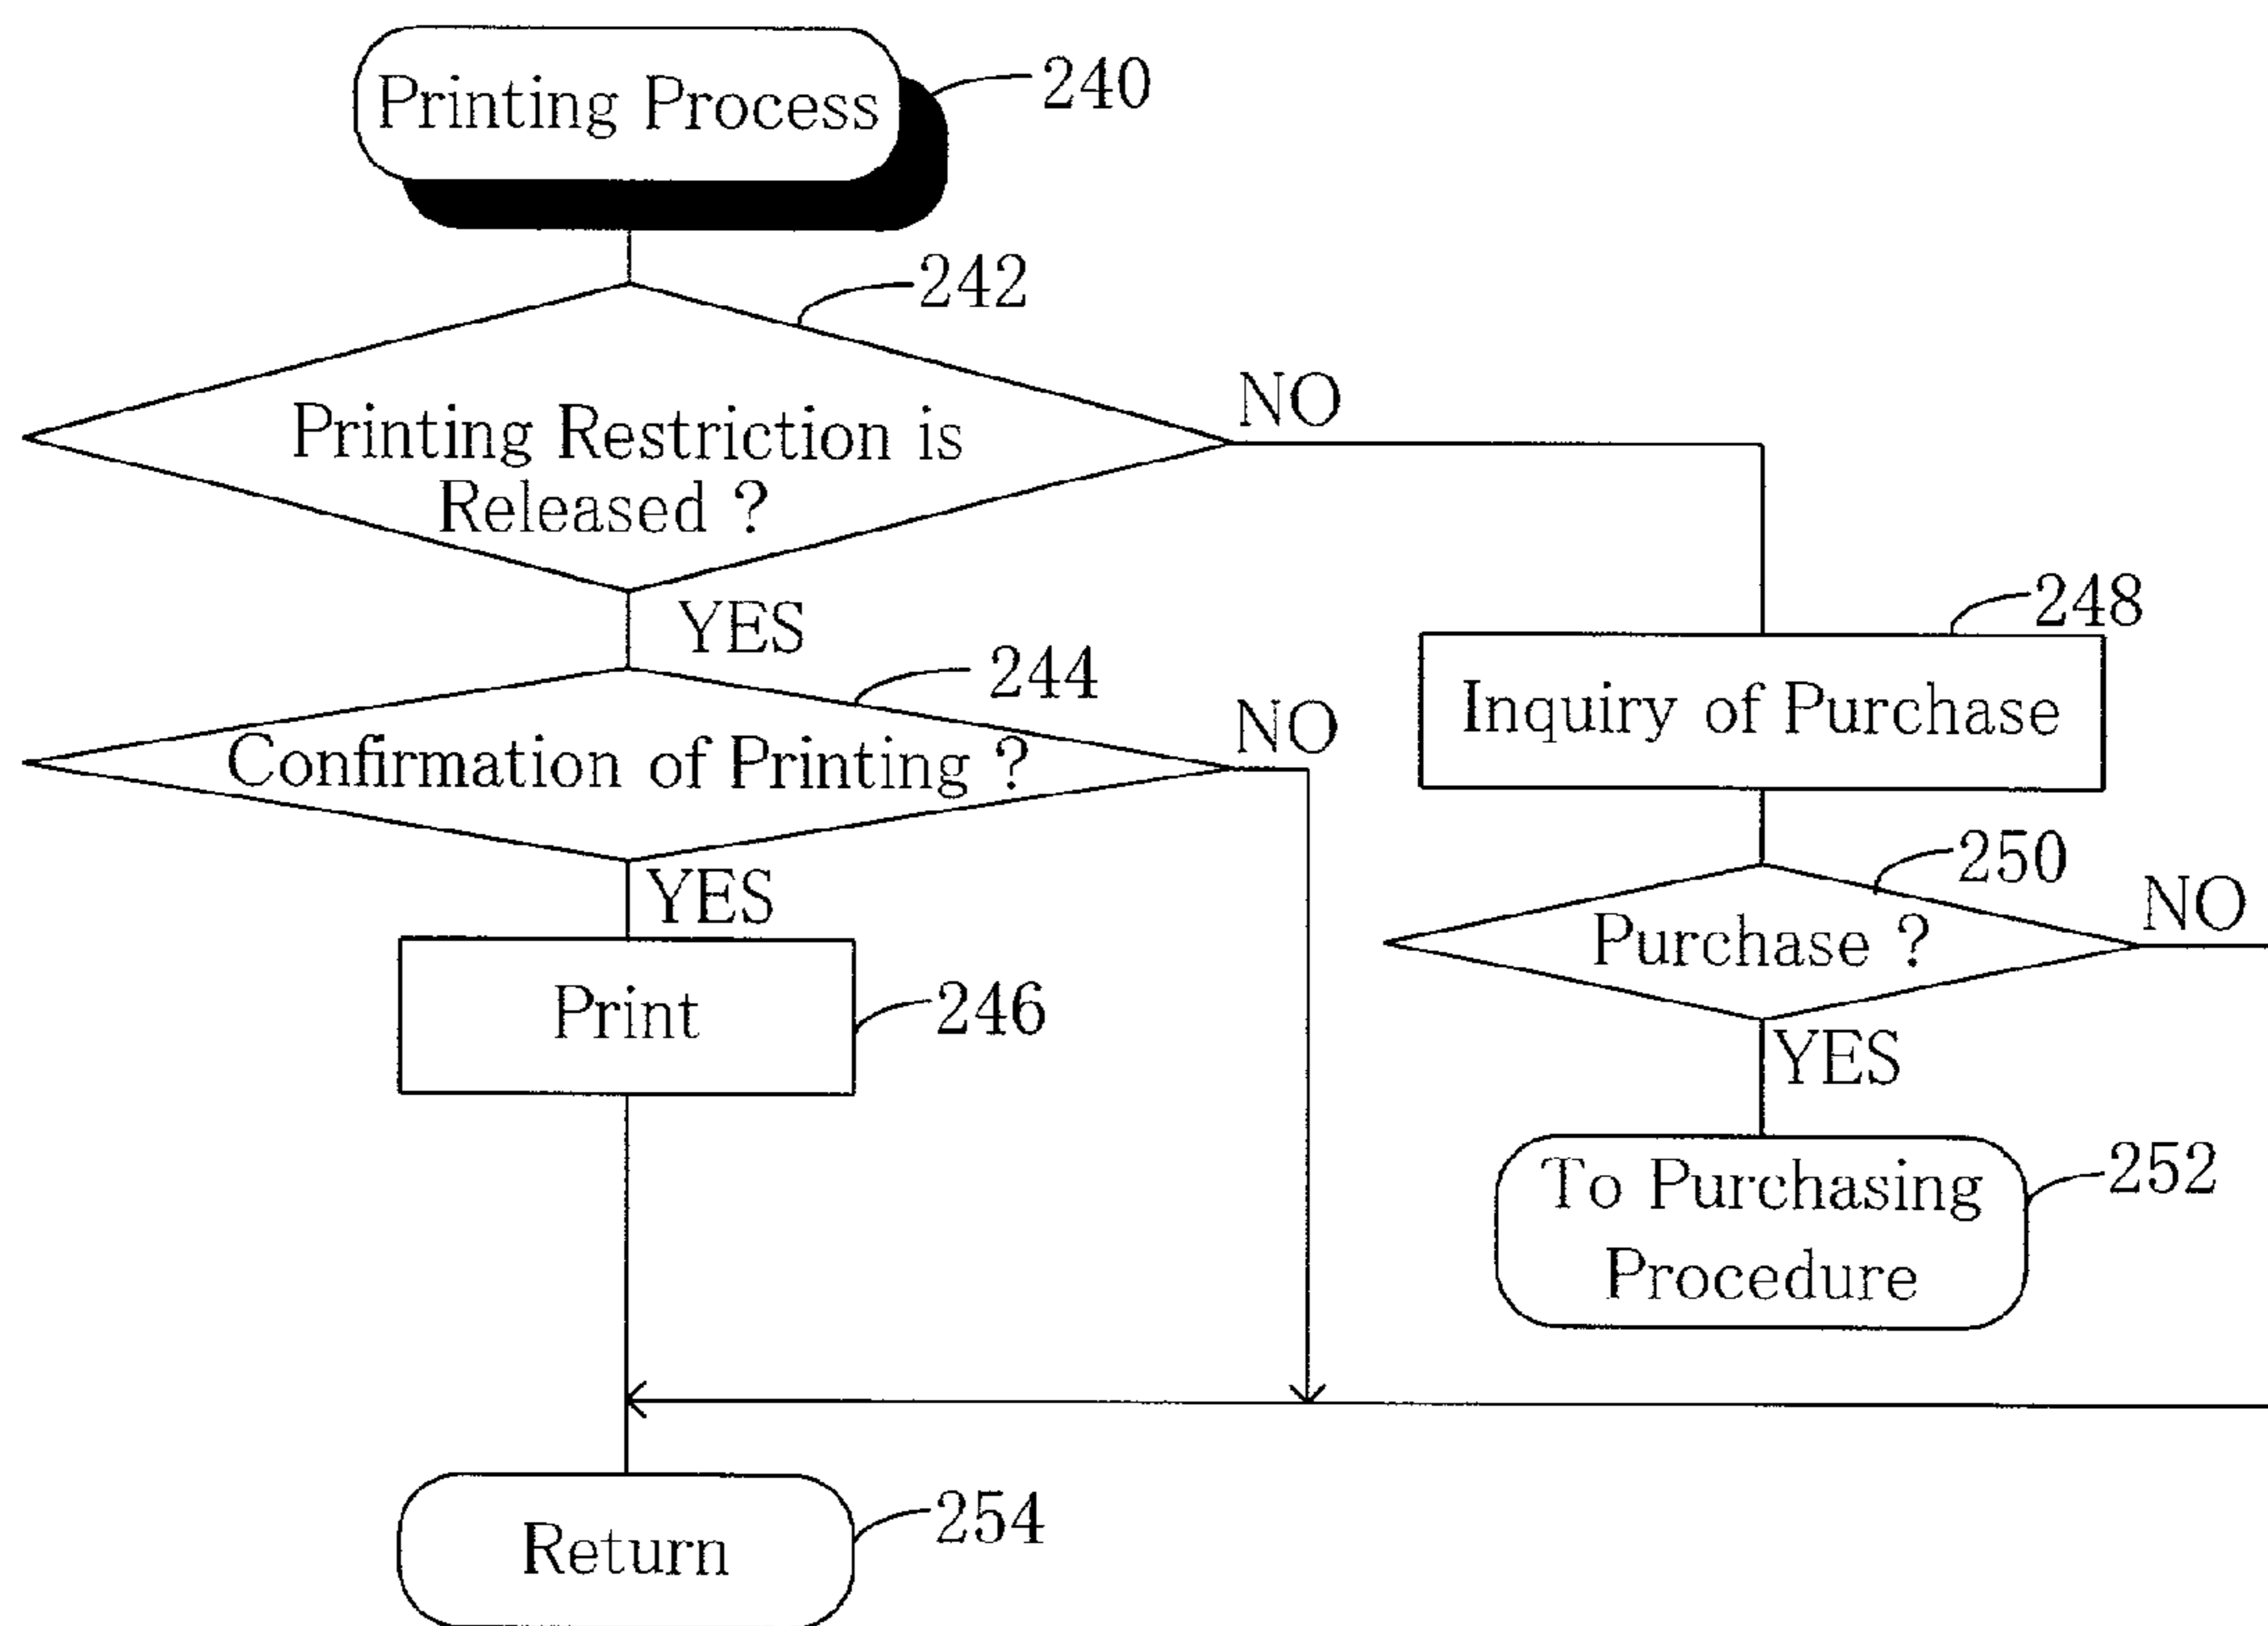 Printing Process
240
242
Printing Restriction is
Released ?
NO
YES
244
Confirmation of Printing ?
NO
YES
Print
246
248
Inquiry of Purchase
250
Purchase ?
NO
YES
To Purchasing
Procedure
252
Return
254